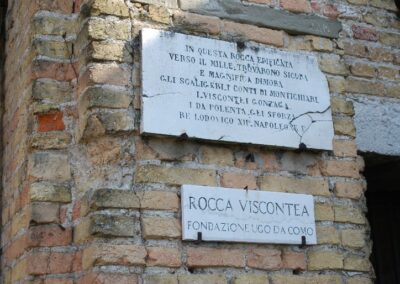 IN QUESTA ROCCA EDIFICATA
VERSO IL MILLE, TROVARONO SICURA
E MAGNIFICA DIMORA
GLI SCALIGERI, I CONTI DI MONTICHIARI,
I VISCONTEI, GONZAGA,
I DA POLENTA, GLI SFORZA
RE LODOVICO XII, NAPOLEONE I
ROCCA VISCONTEA
FONDAZIONE UGO DA COMO